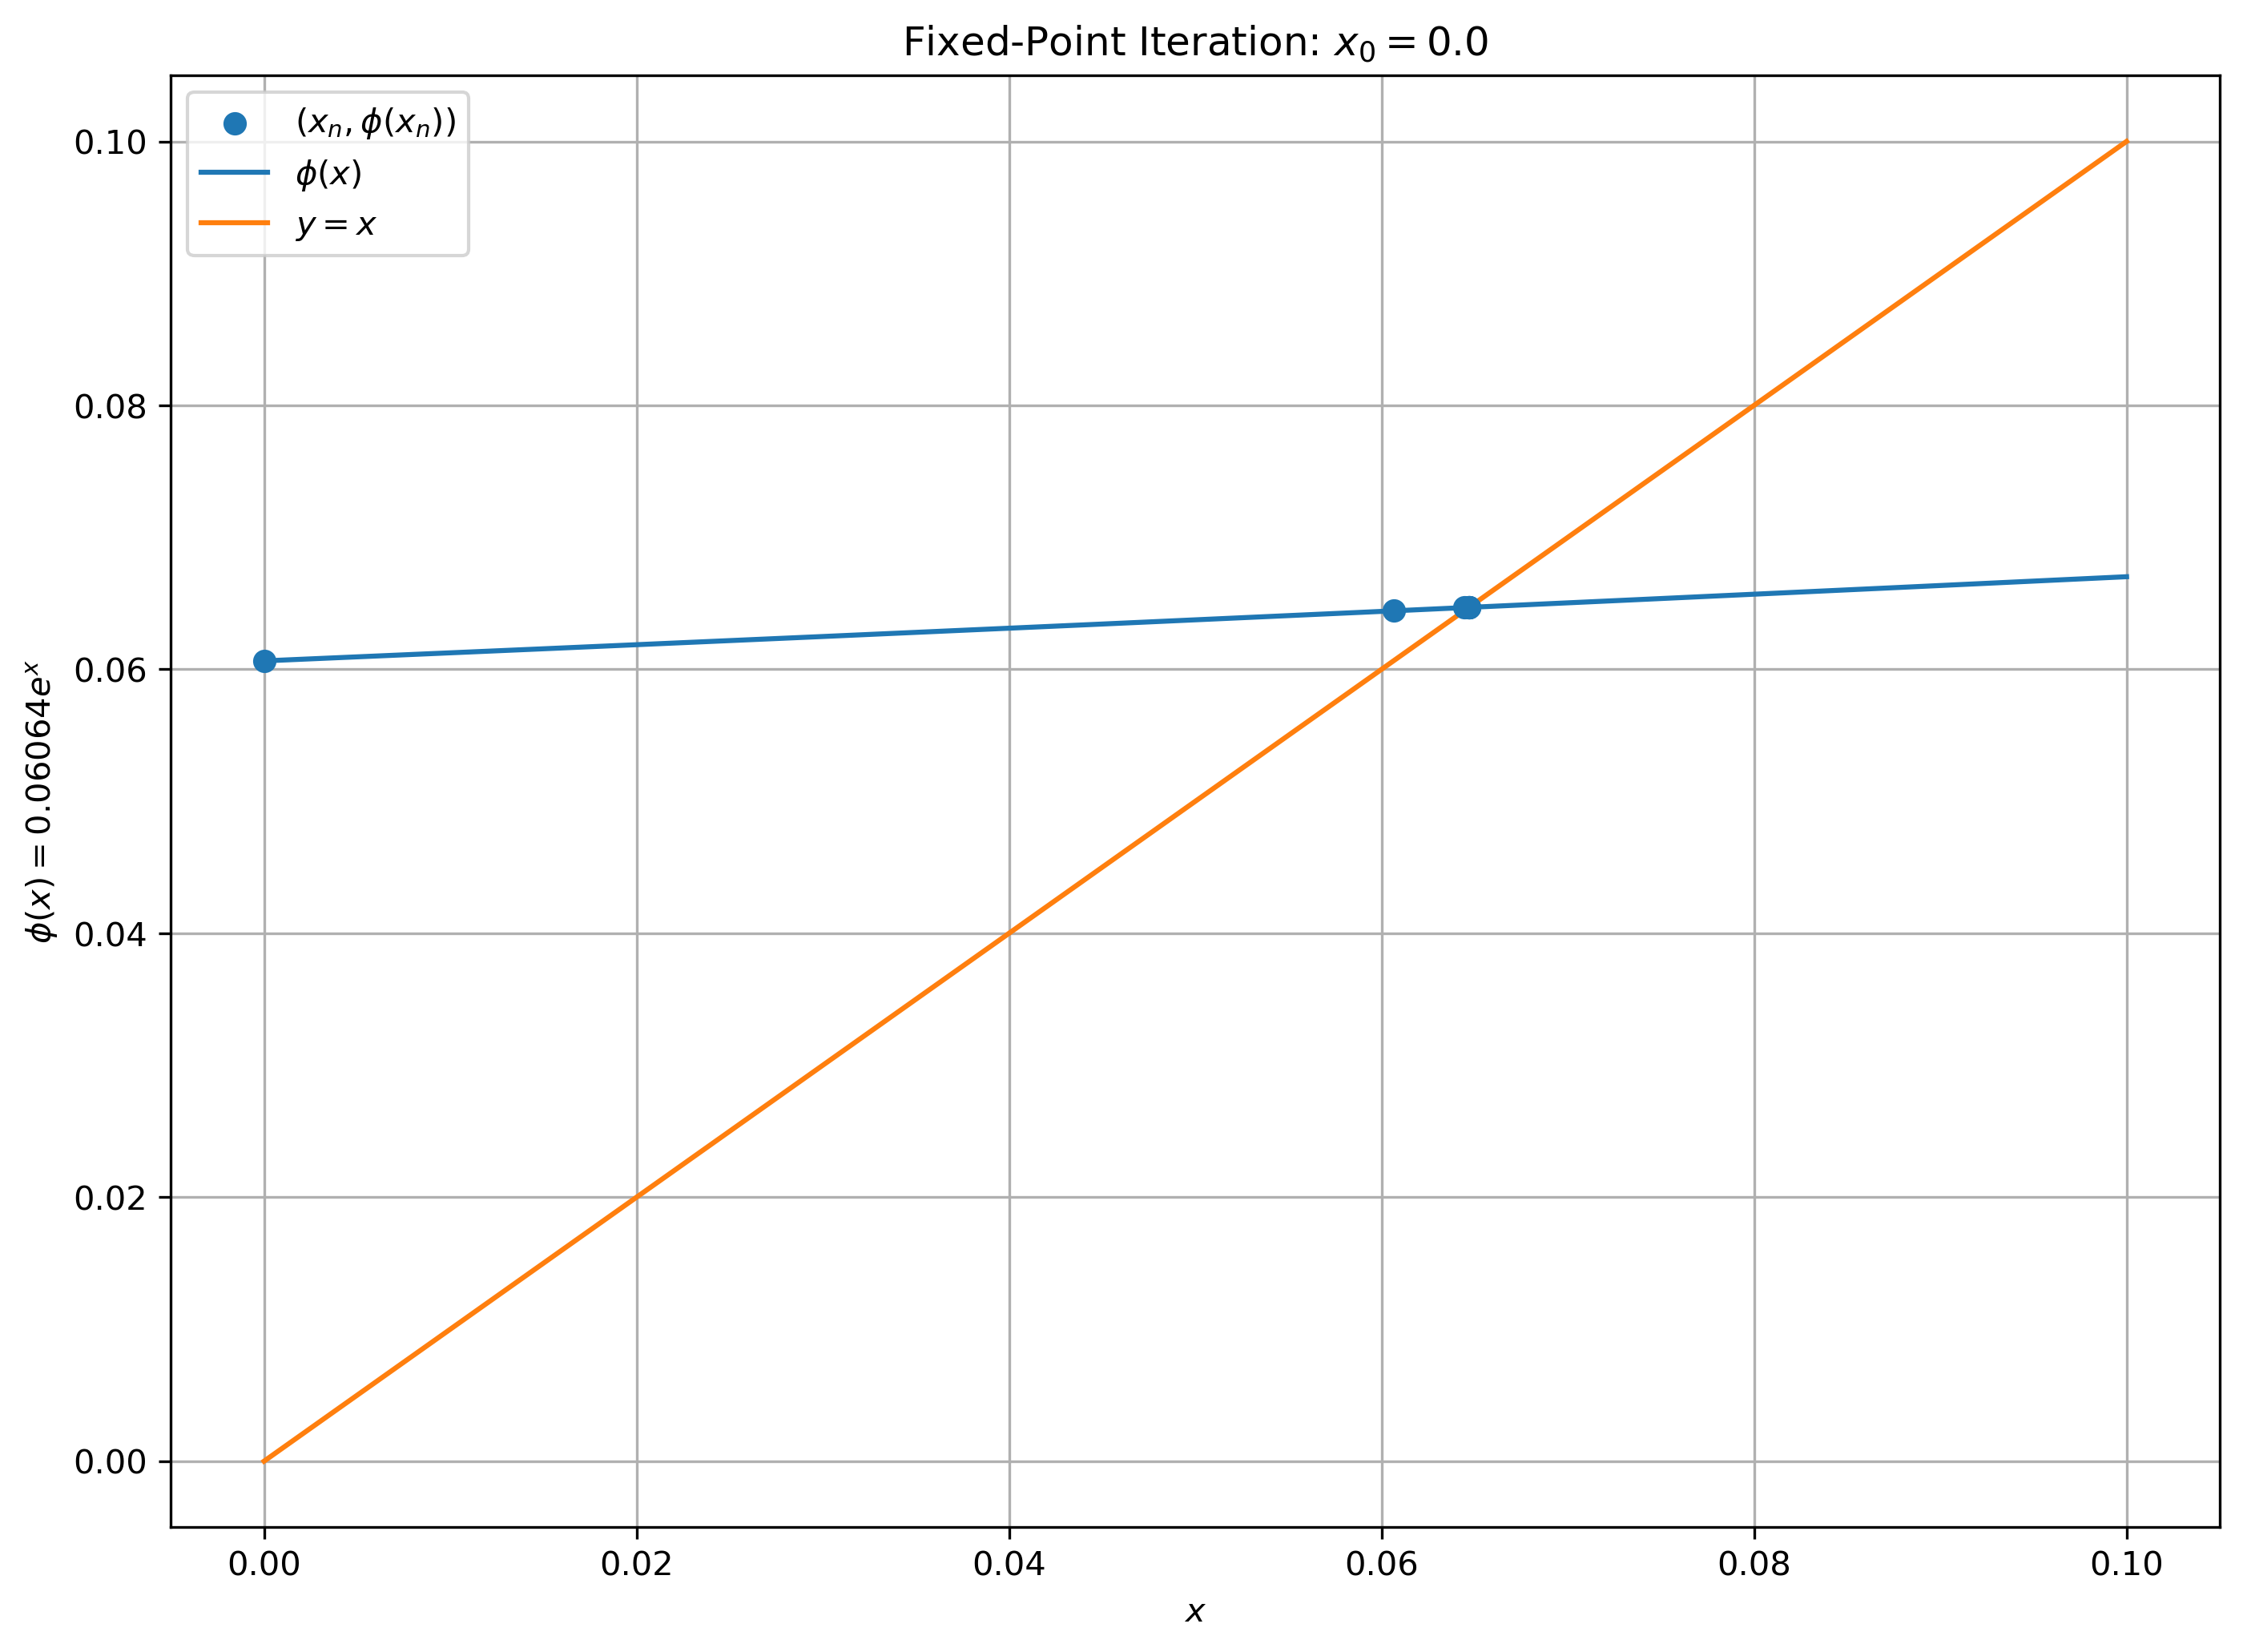 Fixed-Point Iteration: $x_0 = 0.0$
$(x_n, \phi(x_n))$
$\phi(x)$
$y = x$
$\phi(x) = 0.06064e^x$
0.10
0.08
0.06
0.04
0.02
0.00
0.00 0.02 0.04 0.06 0.08 0.10
$x$